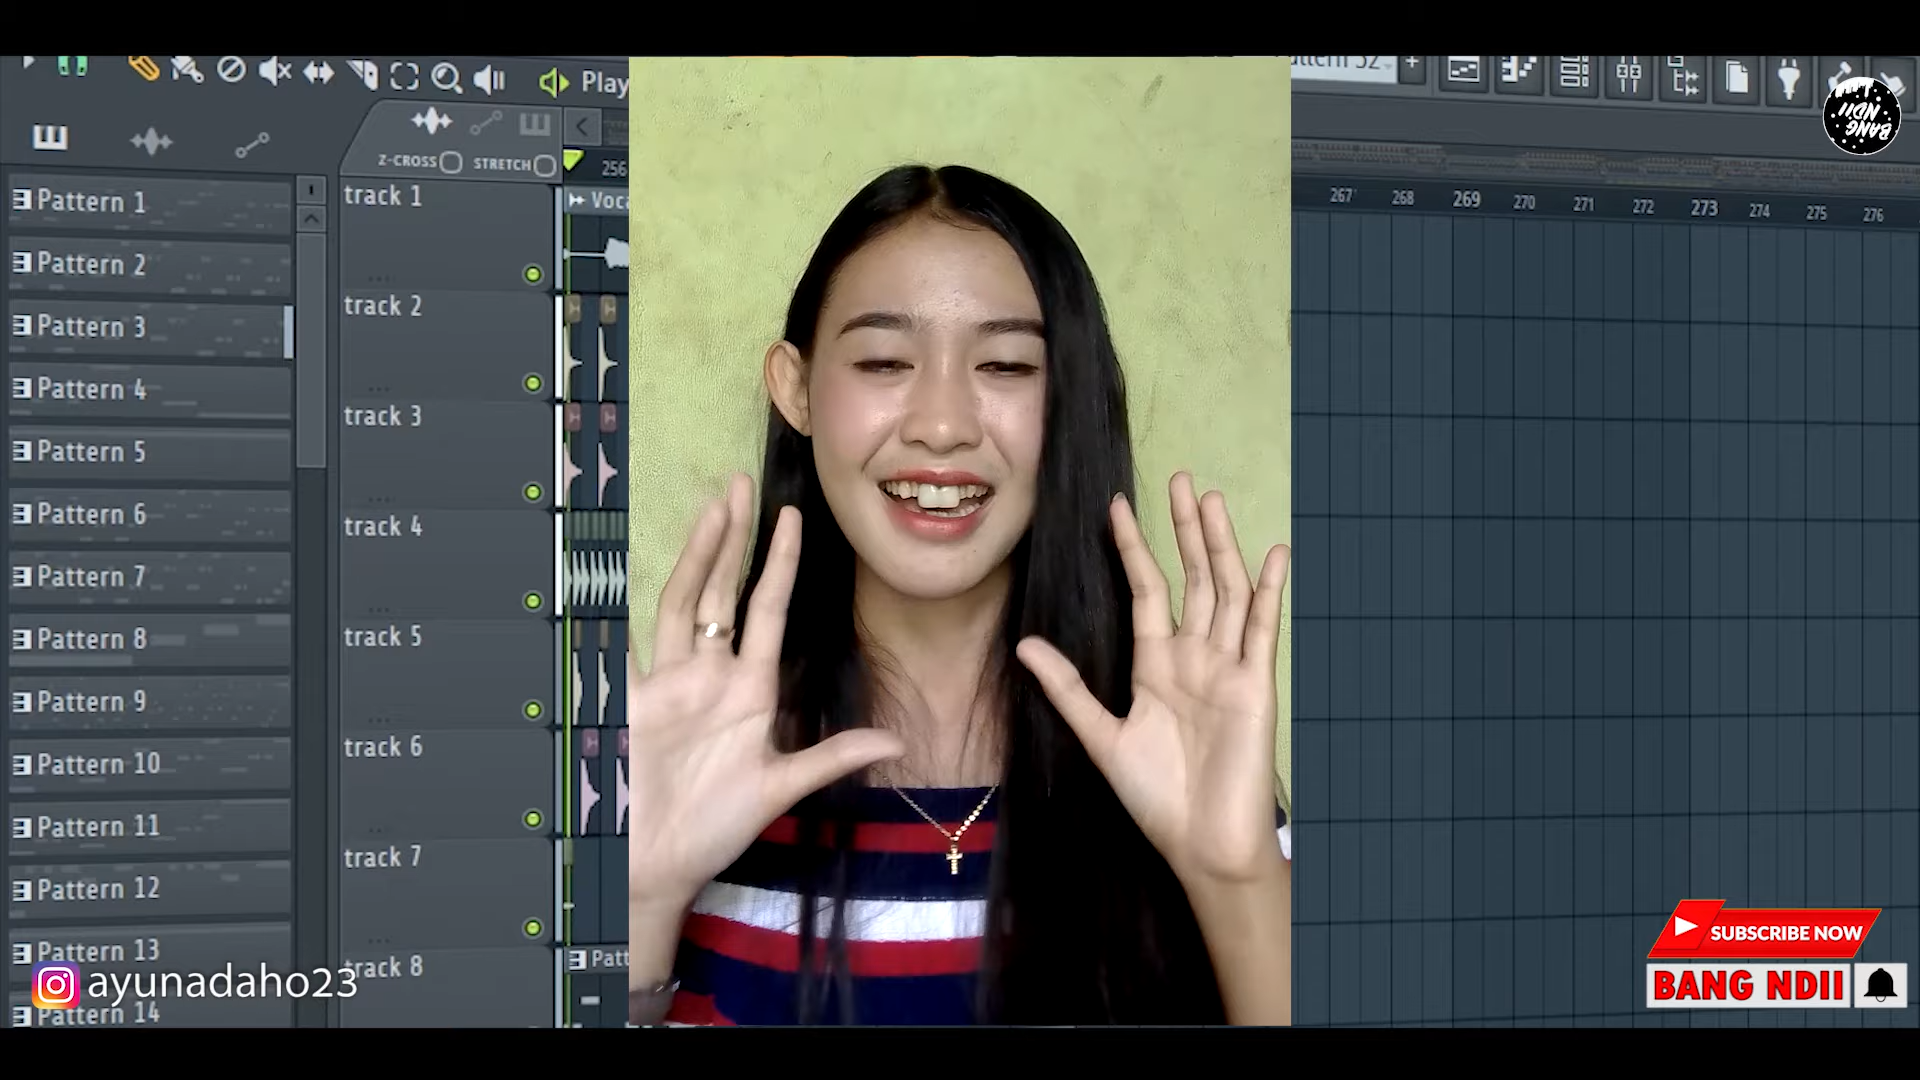 Play
Z-CROSS STRETCH
256
267 268 269 270 271 272 273 274 275 276
BANG NDII
Pattern 1
Pattern 2
Pattern 3
Pattern 4
Pattern 5
Pattern 6
Pattern 7
Pattern 8
Pattern 9
Pattern 10
Pattern 11
Pattern 12
Pattern 13
Pattern 14
track 1
track 2
track 3
track 4
track 5
track 6
track 7
track 8
ayunadaho23
SUBSCRIBE NOW
BANG NDII